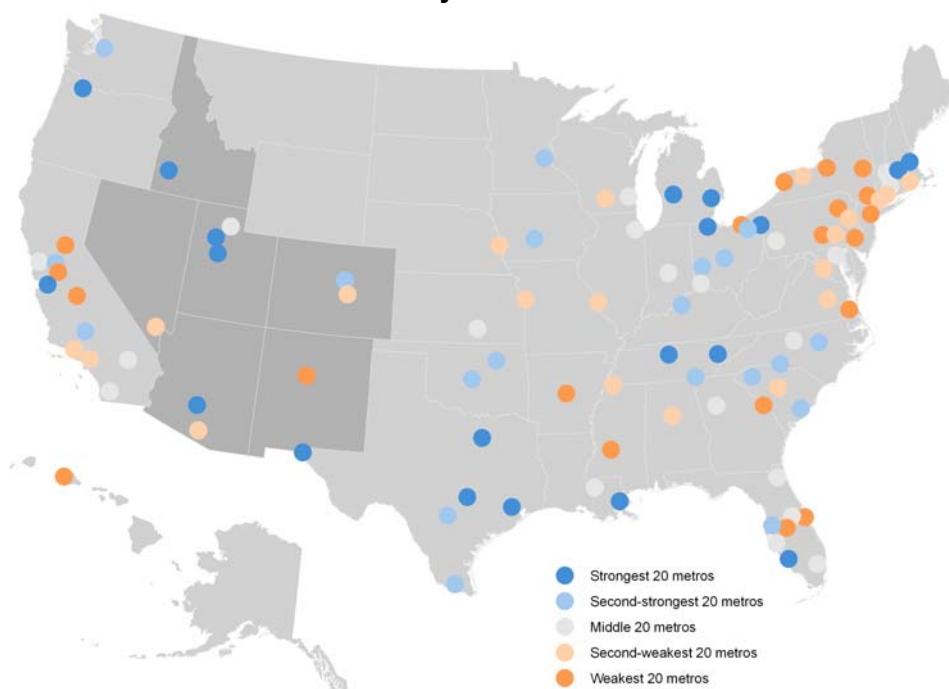 y
Strongest 20 metros
Second-strongest 20 metros
Middle 20 metros
Second-weakest 20 metros
Weakest 20 metros